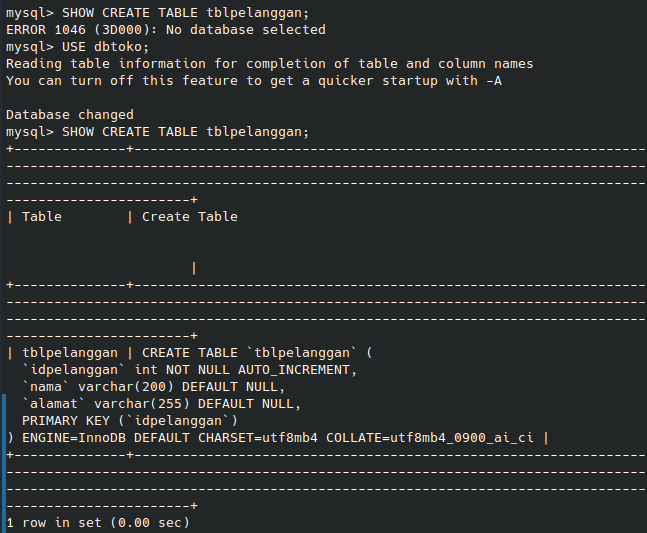 mysql> SHOW CREATE TABLE tblpelanggan;
ERROR 1046 (3D000): No database selected
mysql> USE dbtoko;
Reading table information for completion of table and column names
You can turn off this feature to get a quicker startup with -A

Database changed
mysql> SHOW CREATE TABLE tblpelanggan;
+--------------+----------------------------------------------------------------
--------------------------------------------------------------------------------
--------------------------------------------------------------------------------
-----------------------+
| Table        | Create Table


                       |
+--------------+----------------------------------------------------------------
--------------------------------------------------------------------------------
--------------------------------------------------------------------------------
-----------------------+
| tblpelanggan | CREATE TABLE `tblpelanggan` (
  `idpelanggan` int NOT NULL AUTO_INCREMENT,
  `nama` varchar(200) DEFAULT NULL,
  `alamat` varchar(255) DEFAULT NULL,
  PRIMARY KEY (`idpelanggan`)
) ENGINE=InnoDB DEFAULT CHARSET=utf8mb4 COLLATE=utf8mb4_0900_ai_ci |
+--------------+----------------------------------------------------------------
--------------------------------------------------------------------------------
--------------------------------------------------------------------------------
-----------------------+
1 row in set (0.00 sec)